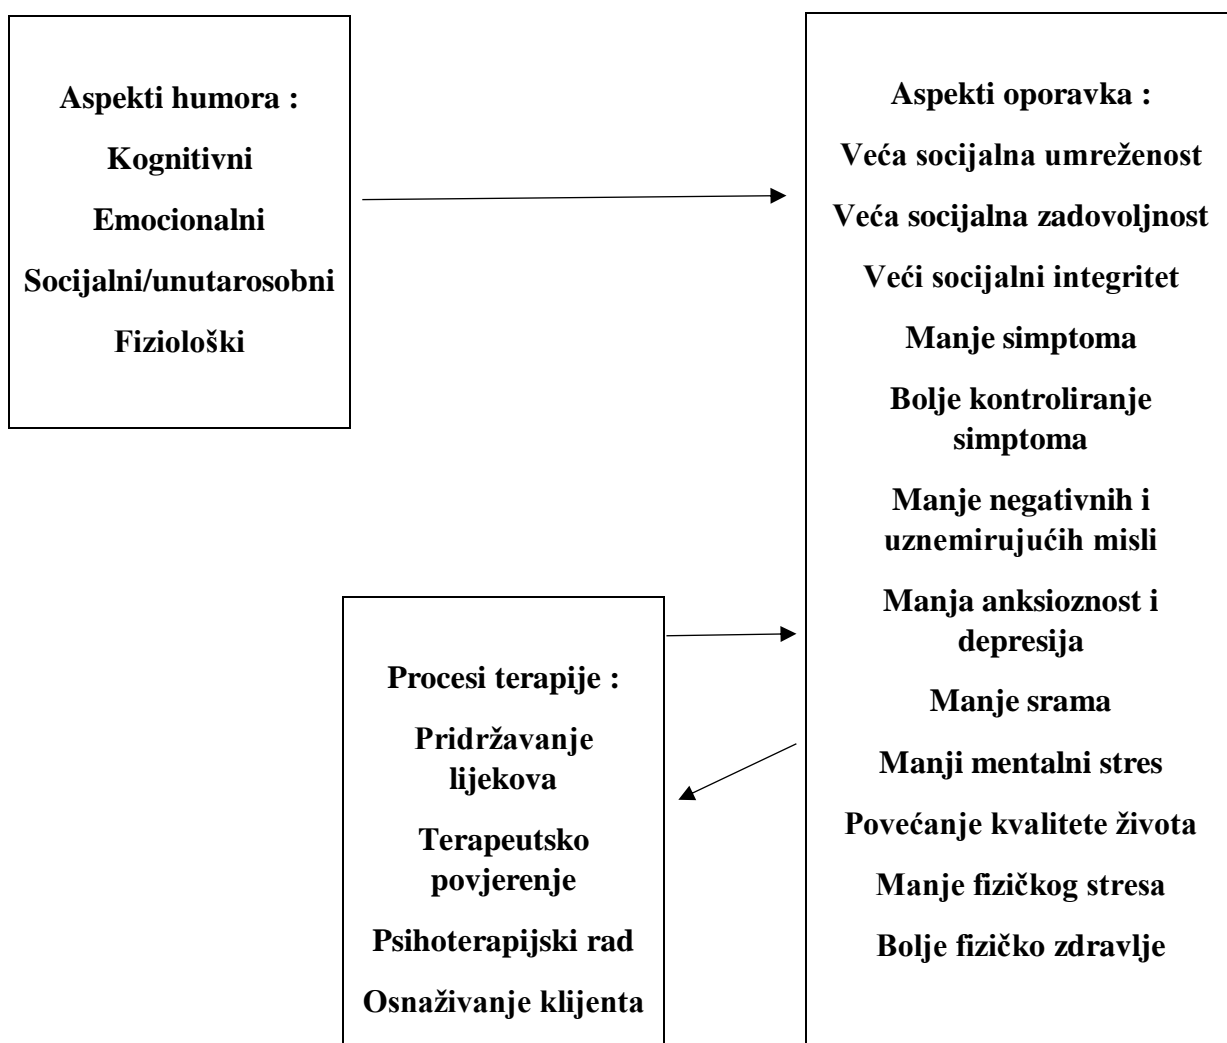 Aspekti humora :
Kognitivni
Emocionalni
Socijalni/unutarosobni
Fiziološki
Aspekti oporavka :
Veća socijalna umreženost
Veća socijalna zadovoljnost
Veći socijalni integritet
Manje simptoma
Bolje kontroliranje
simptoma
Manje negativnih i
uznemirujućih misli
Manja anksioznost i
depresija
Manje srama
Manji mentalni stres
Povećanje kvalitete života
Manje fizičkog stresa
Bolje fizičko zdravlje
Procesi terapije :
Pridržavanje
lijekova
Terapeutsko
povjerenje
Psihoterapijski rad
Osnaživanje klijenta